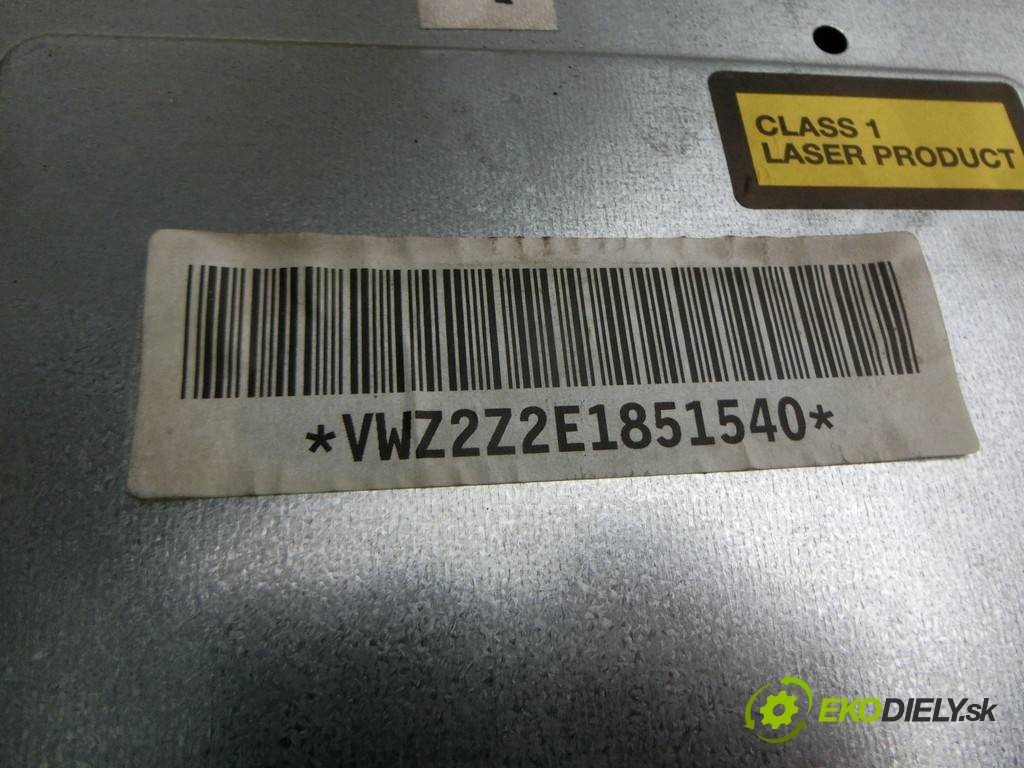 CLASS 1
LASER PRODUCT
*VWZ2Z2E1851540*
EKODIELY.sk